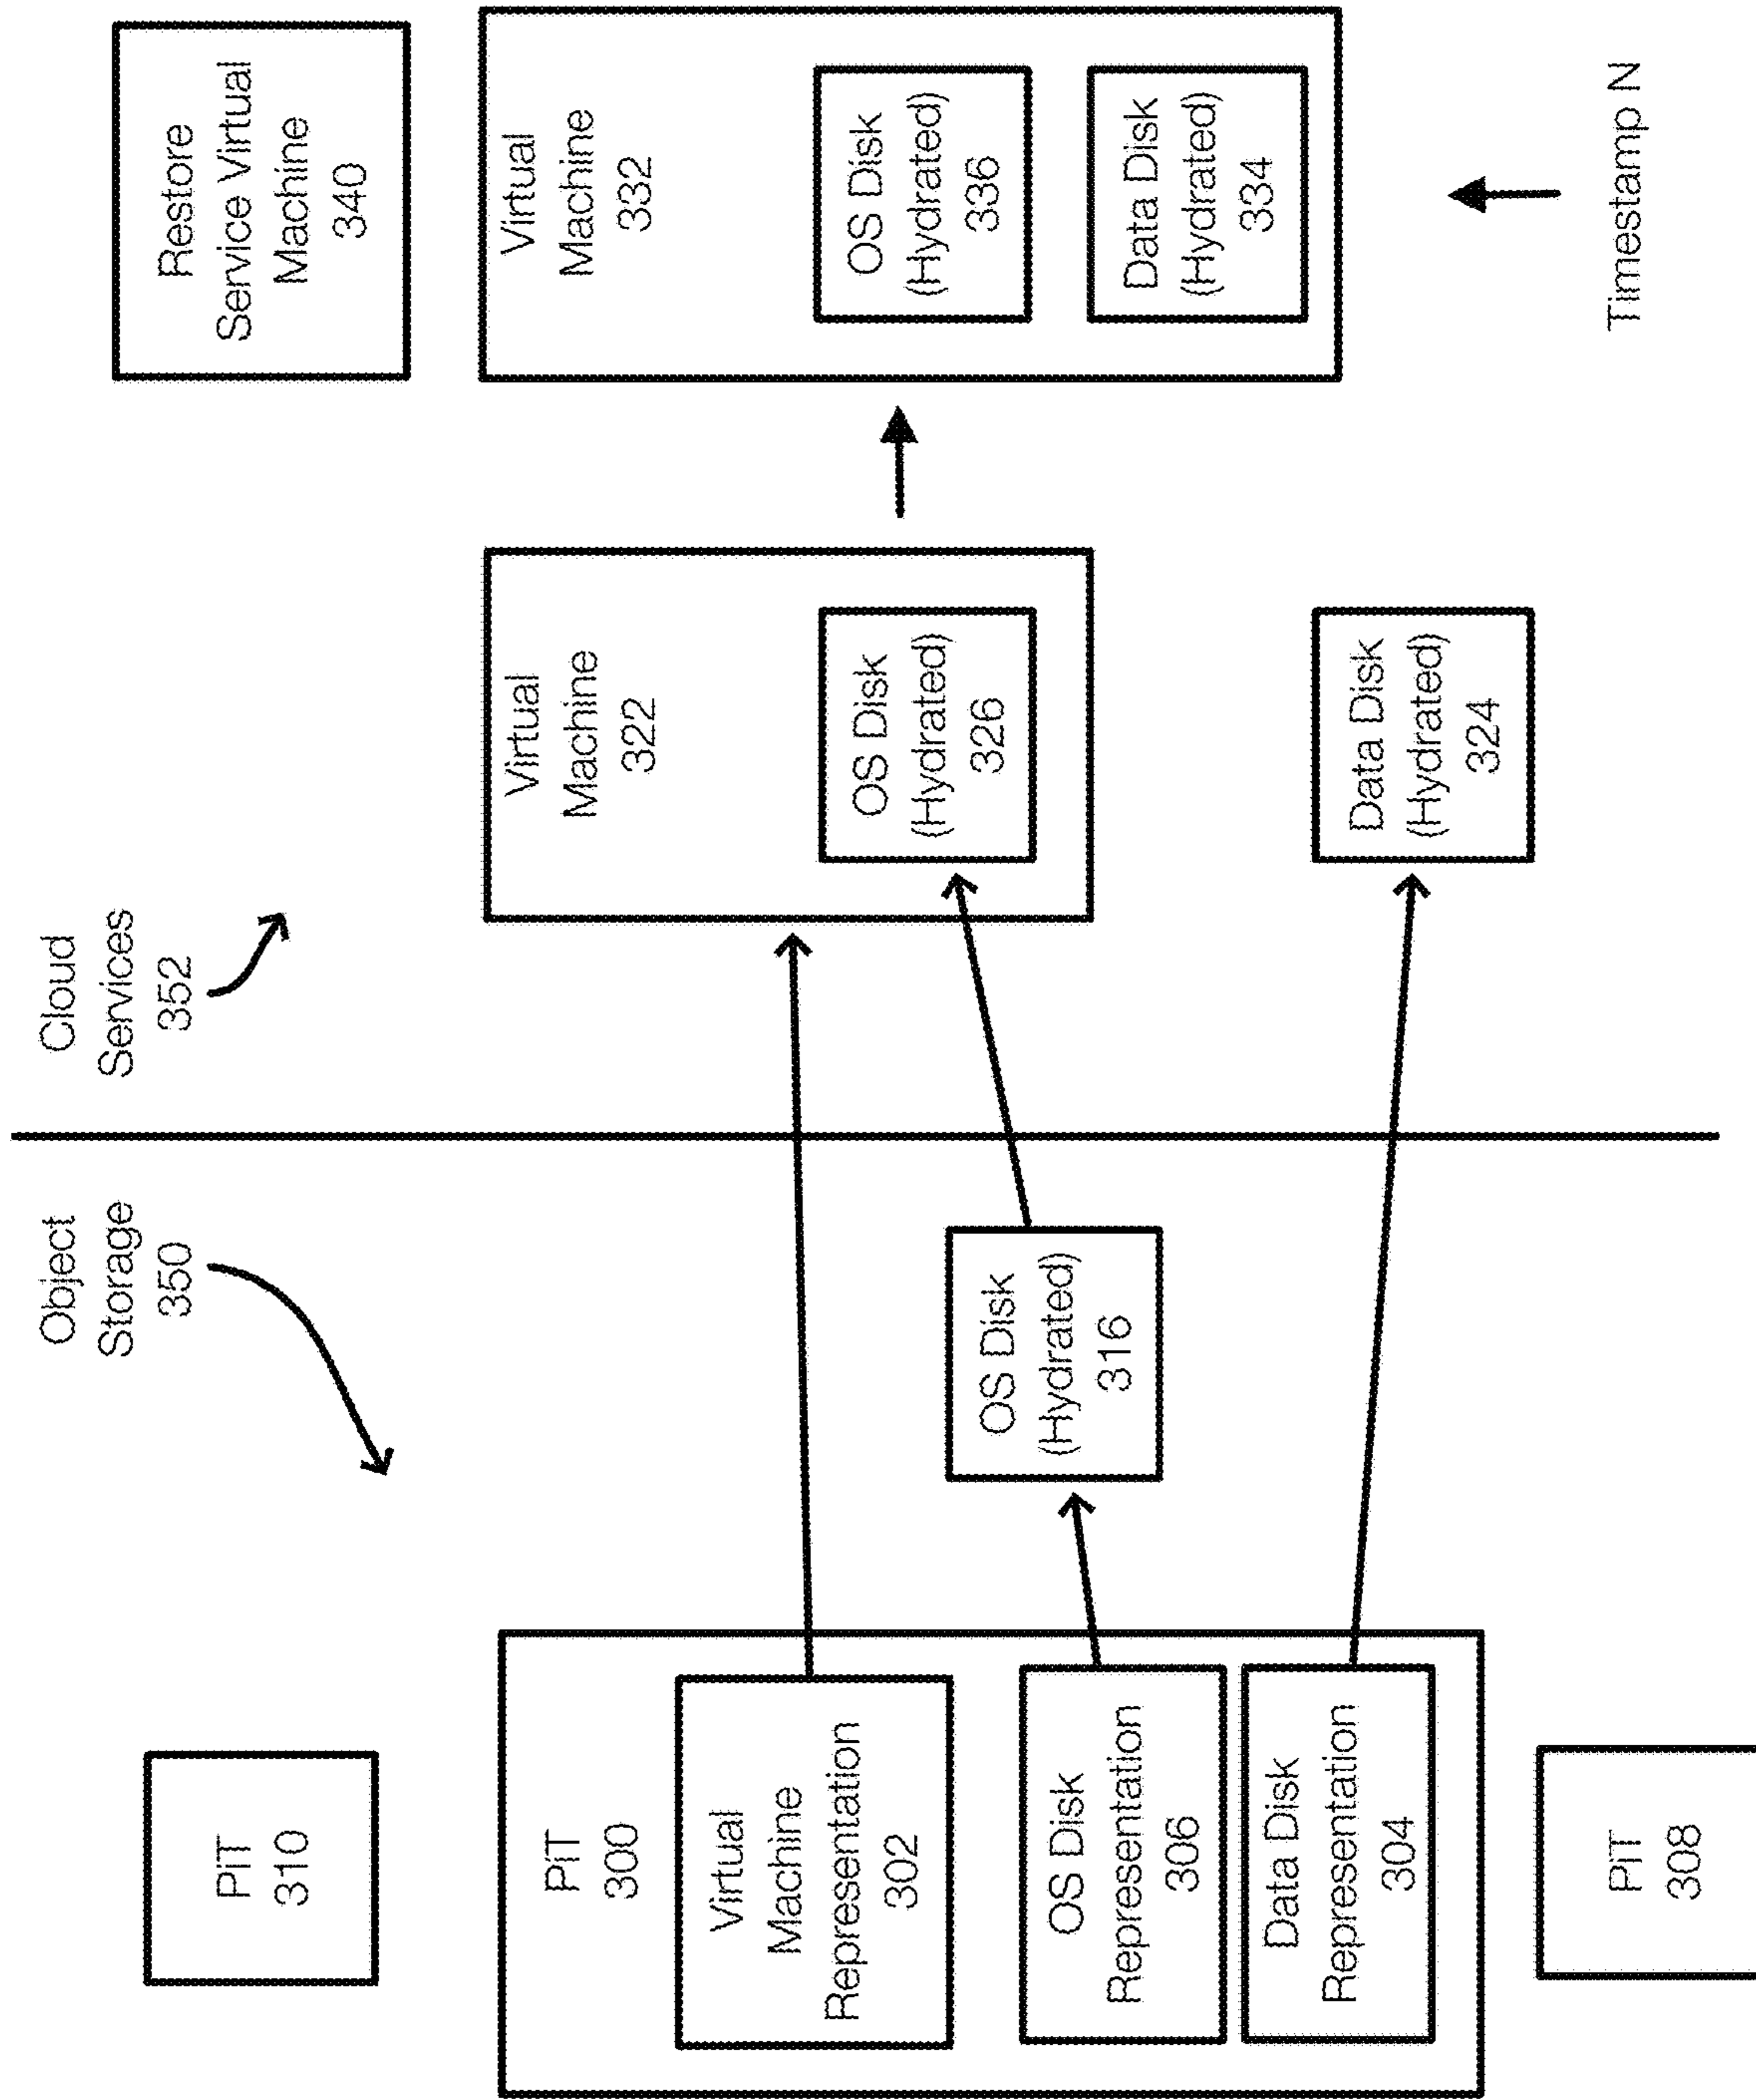 Object
Storage
350
Cloud
Services
352
PiT
310
PiT
300
Virtual
Machine
Representation
302
OS Disk
Representation
306
Data Disk
Representation
304
PiT
308
OS Disk
(Hydrated)
316
Virtual
Machine
322
OS Disk
(Hydrated)
326
Data Disk
(Hydrated)
324
Restore
Service Virtual
Machine
340
Virtual
Machine
332
OS Disk
(Hydrated)
336
Data Disk
(Hydrated)
334
Timestamp N